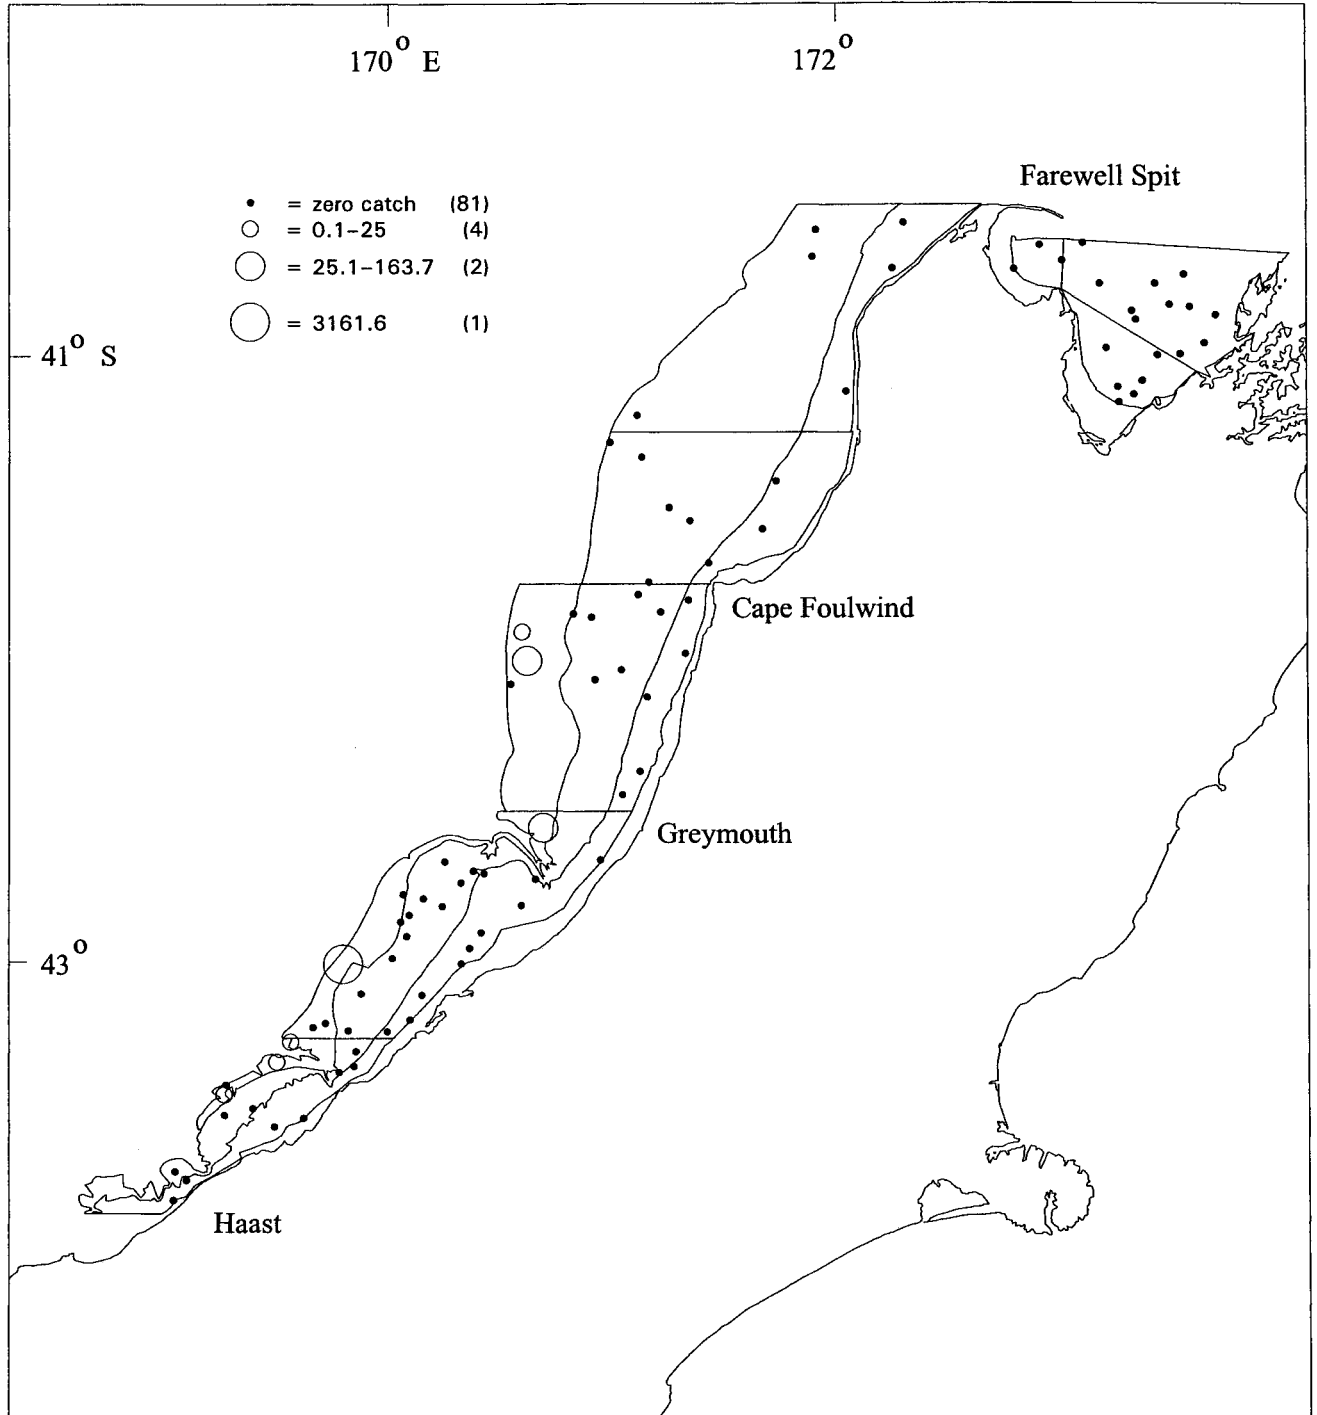 170° E
172°
Farewell Spit
• = zero catch (81)
○ = 0.1–25 (4)
○ = 25.1–163.7 (2)
○ = 3161.6 (1)
41° S
Cape Foulwind
Greymouth
43°
Haast